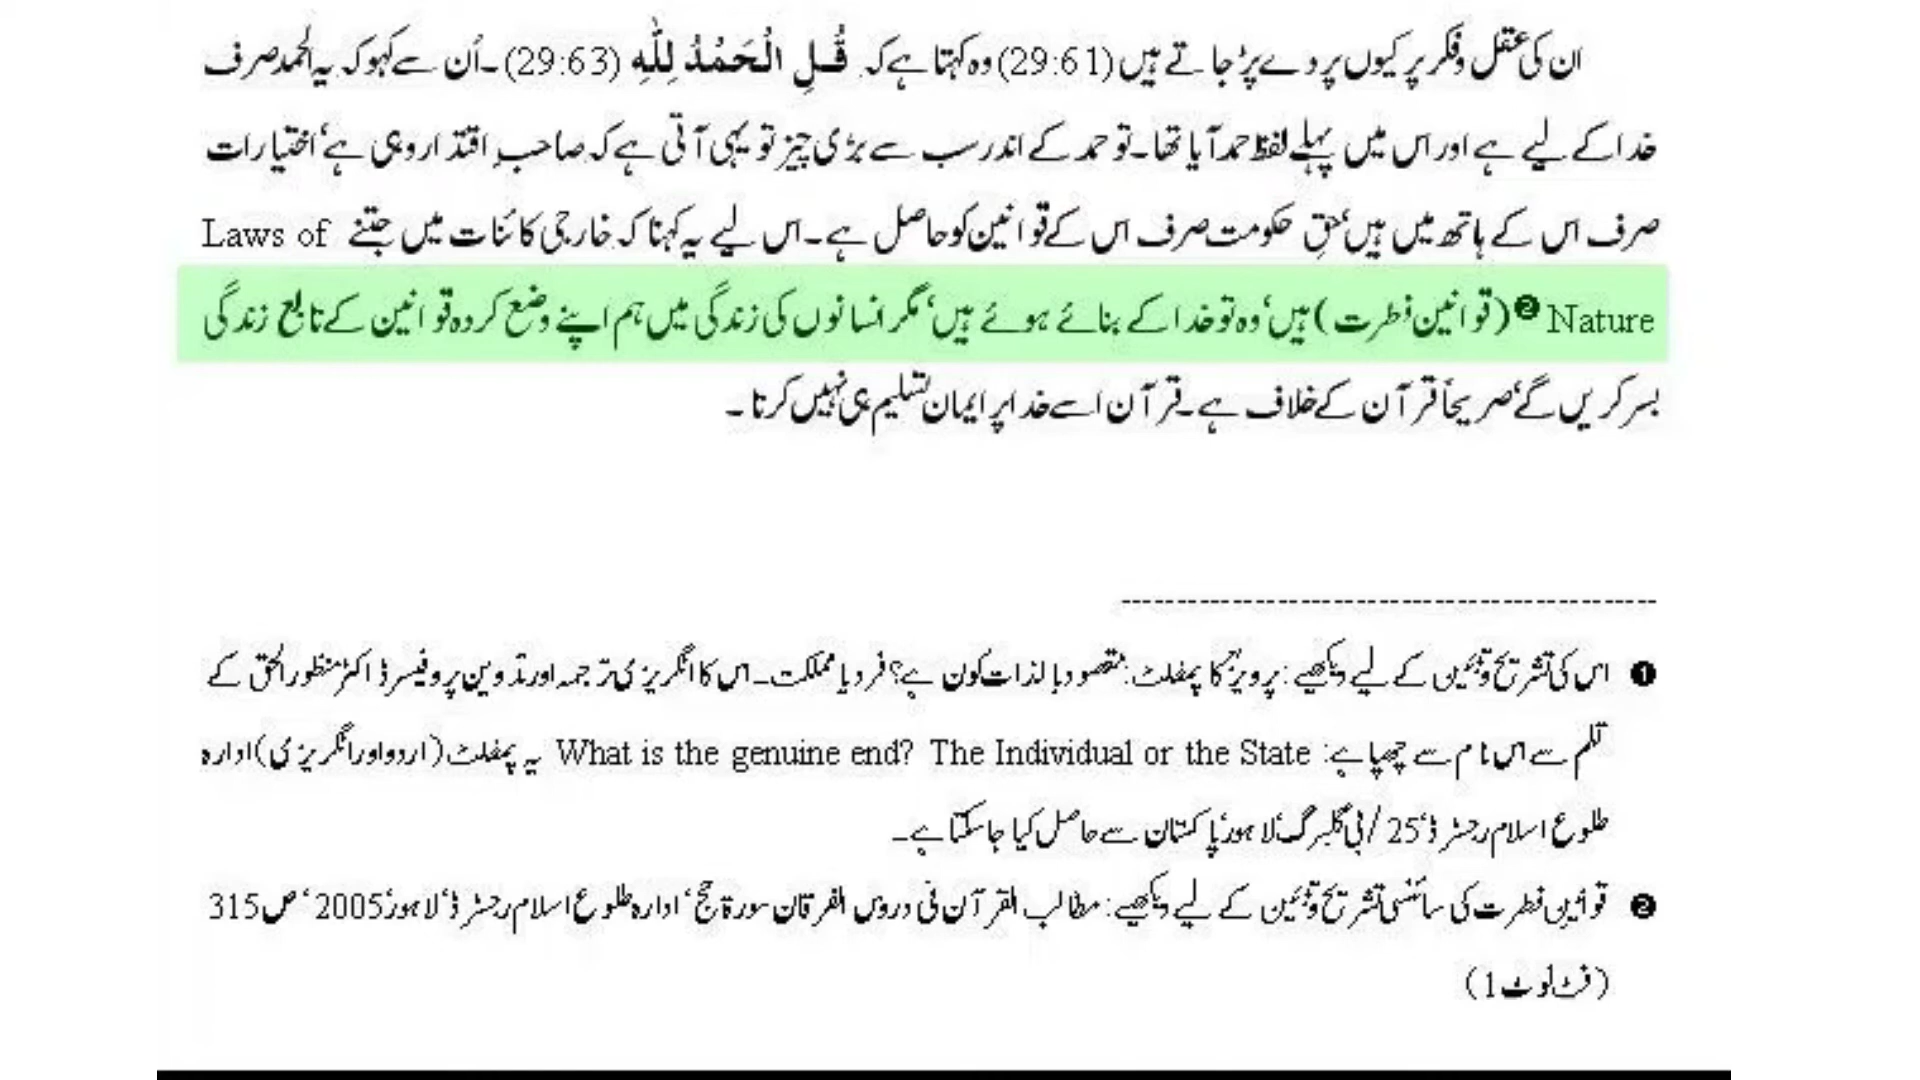 ان کی عقل و فکر پر کیوں پردے پڑ جاتے ہیں (29:61) وہ کہتا ہے کہ قُلِ الْحَمْدُ لِلّٰهِ (29:63)۔ اُن سے کہو کہ یہ الحمد صرف
خدا کے لیے ہے اور اس میں پہلے لفظ حمد آیا تھا۔ تو حمد کے اندر سب سے بڑی چیز تو یہی آتی ہے کہ صاحبِ اقتدار وہی ہے‘ اختیارات
صرف اس کے ہاتھ میں ہیں‘ حقِ حکومت صرف اس کے قوانین کو حاصل ہے۔ اس لیے یہ کہنا کہ خارجی کائنات میں جتنے Laws of
Nature ❷ (قوانین فطرت) ہیں‘ وہ تو خدا کے بنائے ہوئے ہیں‘ مگر انسانوں کی زندگی میں ہم اپنے وضع کردہ قوانین کے تابع زندگی
بسر کریں گے‘ صریحاً قرآن کے خلاف ہے۔ قرآن اسے خدا پر ایمان تسلیم ہی نہیں کرتا۔
❶ اس کی تشریح و تبیین کے لیے دیکھیے: پرویزؒ کا پمفلٹ: مقصود بالذات کون ہے؟ فرد یا مملکت۔ اس کا انگریزی ترجمہ اور تدوین پروفیسر ڈاکٹر منظور الحق کے
قلم سے اس نام سے چھپا ہے: What is the genuine end? The Individual or the State یہ پمفلٹ (اردو اور انگریزی) ادارہ
طلوع اسلام رجسٹرڈ‘ 25/بی گلبرگ‘ لاہور‘ پاکستان سے حاصل کیا جا سکتا ہے۔
❷ قوانین فطرت کی سائنسی تشریح و تبیین کے لیے دیکھیے: مطالب القرآن فی دروس الفرقان سورۃ حج‘ ادارہ طلوع اسلام رجسٹرڈ‘ لاہور‘ 2005‘ ص 315
(فٹ نوٹ 1)